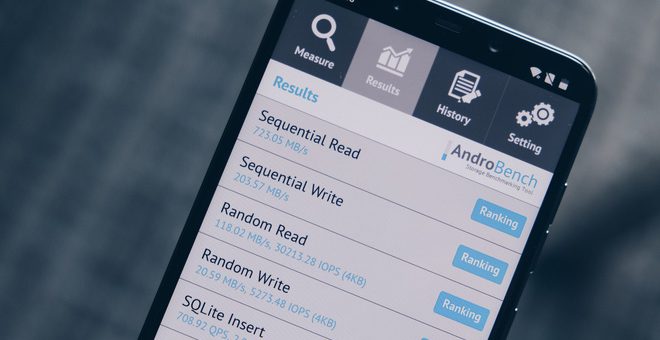 Measure
Results
History
Setting
Results
AndroBench
Storage Benchmarking Tool
Sequential Read
723.05 MB/s
Ranking
Sequential Write
203.57 MB/s
Ranking
Random Read
118.02 MB/s, 30213.28 IOPS (4KB)
Ranking
Random Write
20.59 MB/s, 5273.48 IOPS (4KB)
SQLite Insert
708.92 QPS,